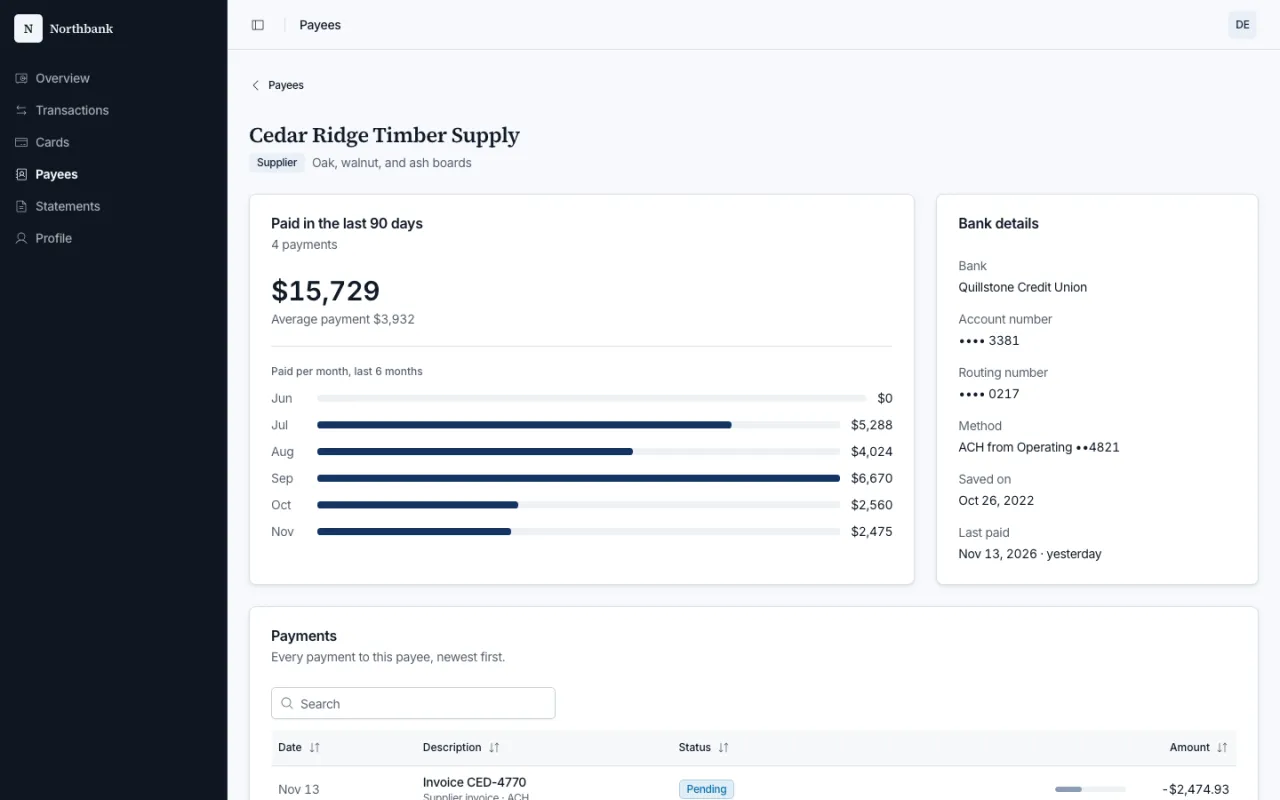 N Northbank
Overview
Transactions
Cards
Payees
Statements
Profile
Payees
DE
Payees
Cedar Ridge Timber Supply
Supplier Oak, walnut, and ash boards
Paid in the last 90 days
4 payments
$15,729
Average payment $3,932
Paid per month, last 6 months
Jun $0
Jul $5,288
Aug $4,024
Sep $6,670
Oct $2,560
Nov $2,475
Bank details
Bank
Quillstone Credit Union
Account number
•••• 3381
Routing number
•••• 0217
Method
ACH from Operating ••4821
Saved on
Oct 26, 2022
Last paid
Nov 13, 2026 · yesterday
Payments
Every payment to this payee, newest first.
Search
Date Description Status Amount
Nov 13 Invoice CED-4770 Pending -$2,474.93
Supplier invoice · ACH